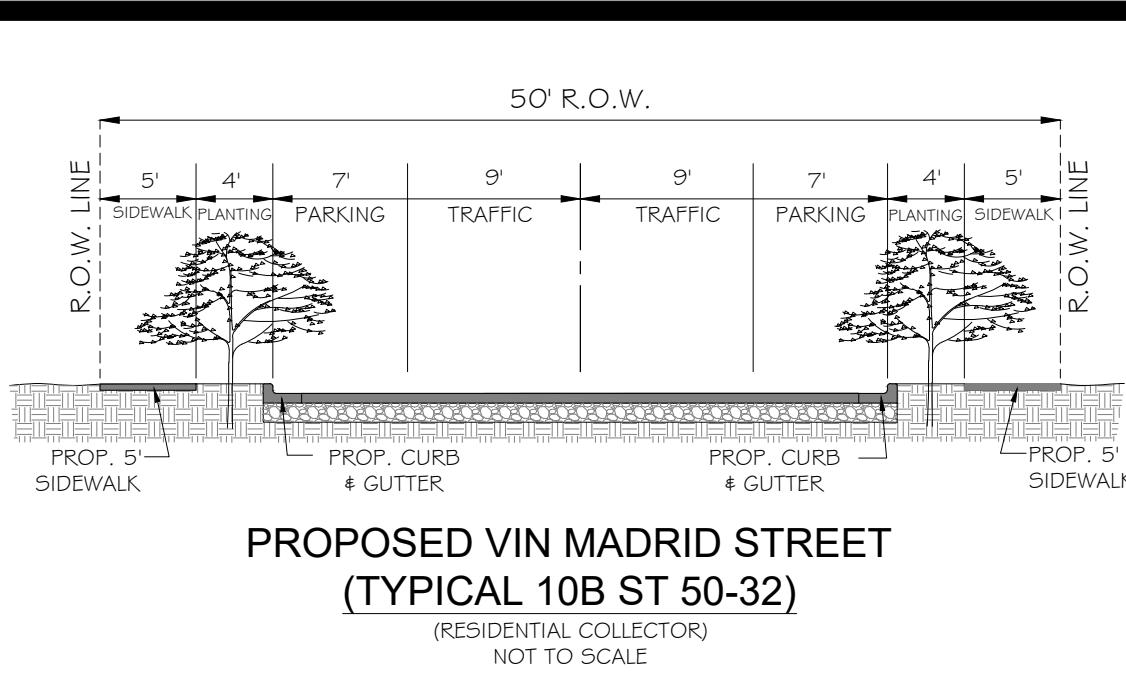 50' R.O.W.
R.O.W. LINE
5' 4' 7' 9' 9' 7' 4' 5'
SIDEWALK PLANTING PARKING TRAFFIC TRAFFIC PARKING PLANTING SIDEWALK
R.O.W. LINE
PROP. 5'
SIDEWALK
PROP. CURB
& GUTTER
PROP. CURB
& GUTTER
PROP. 5'
SIDEWALK
PROPOSED VIN MADRID STREET
(TYPICAL 10B ST 50-32)
(RESIDENTIAL COLLECTOR)
NOT TO SCALE